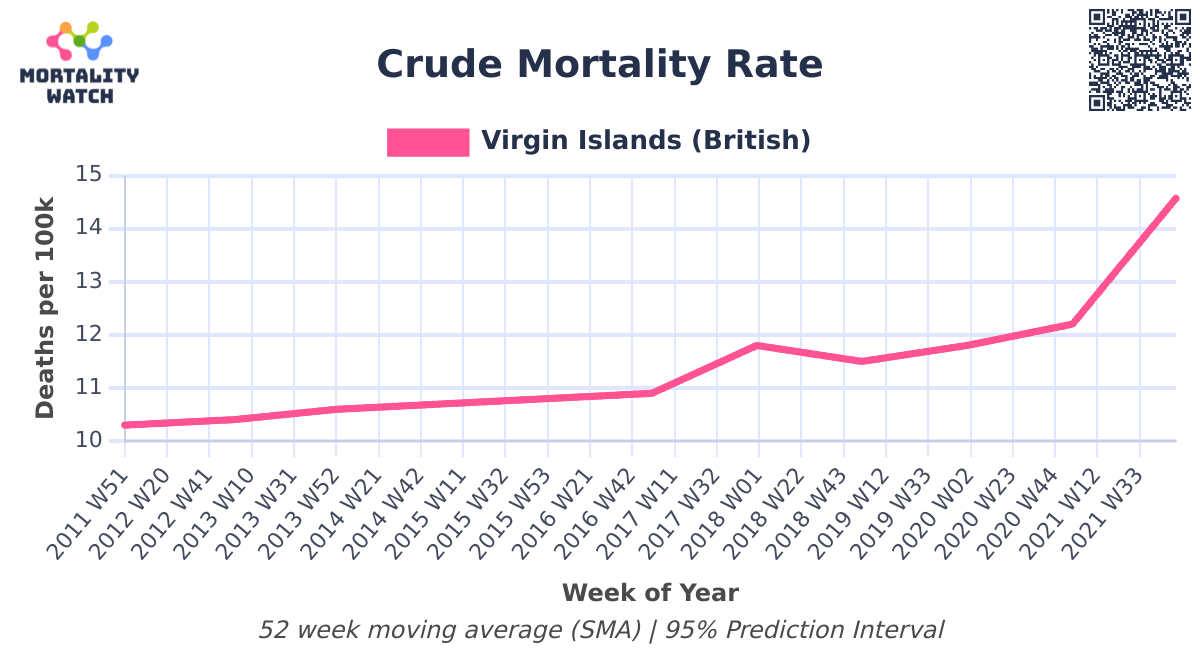 MORTALITY
WATCH
Crude Mortality Rate
Virgin Islands (British)
Deaths per 100k
15
14
13
12
11
10
2011 W51
2012 W20
2012 W41
2013 W10
2013 W31
2013 W52
2014 W21
2014 W42
2015 W11
2015 W32
2015 W53
2016 W21
2016 W42
2017 W11
2017 W32
2018 W01
2018 W22
2018 W43
2019 W12
2019 W33
2020 W02
2020 W23
2020 W44
2021 W12
2021 W33
Week of Year
52 week moving average (SMA) | 95% Prediction Interval